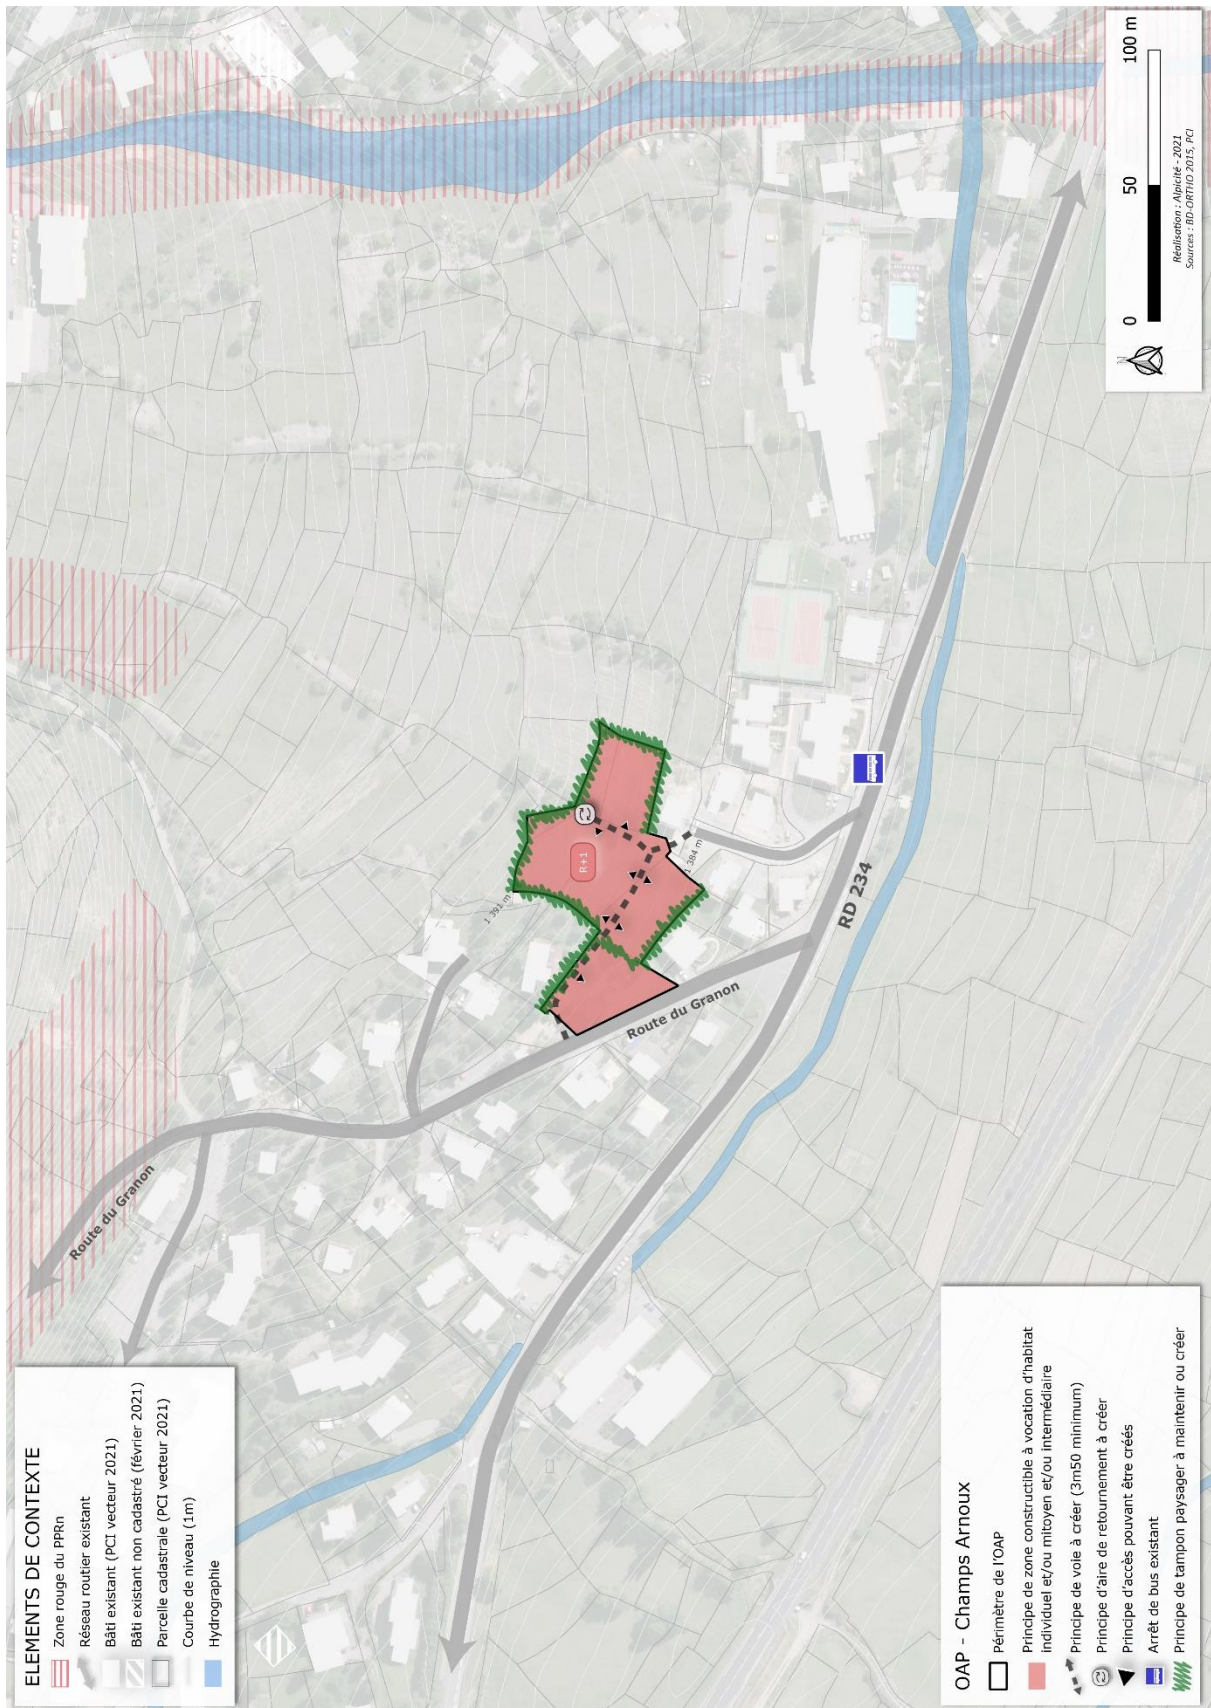 ELEMENTS DE CONTEXTE
Zone rouge du PPRn
Réseau routier existant
Bâti existant (PCI vecteur 2021)
Bâti existant non cadastré (février 2021)
Parcelle cadastrale (PCI vecteur 2021)
Courbe de niveau (1m)
Hydrographie
Route du Granon
1 391 m
R+1
1 384 m
Route du Granon
RD 234
OAP - Champs Arnoux
Périmètre de l'OAP
Principe de zone constructible à vocation d'habitat
individuel et/ou mitoyen et/ou intermédiaire
Principe de voie à créer (3m50 minimum)
Principe d'aire de retournement à créer
Principe d'accès pouvant être créés
Arrêt de bus existant
Principe de tampon paysager à maintenir ou créer
N
0 50 100 m
Réalisation : Alpicité - 2021
Sources : BD-ORTHO 2015, PCI